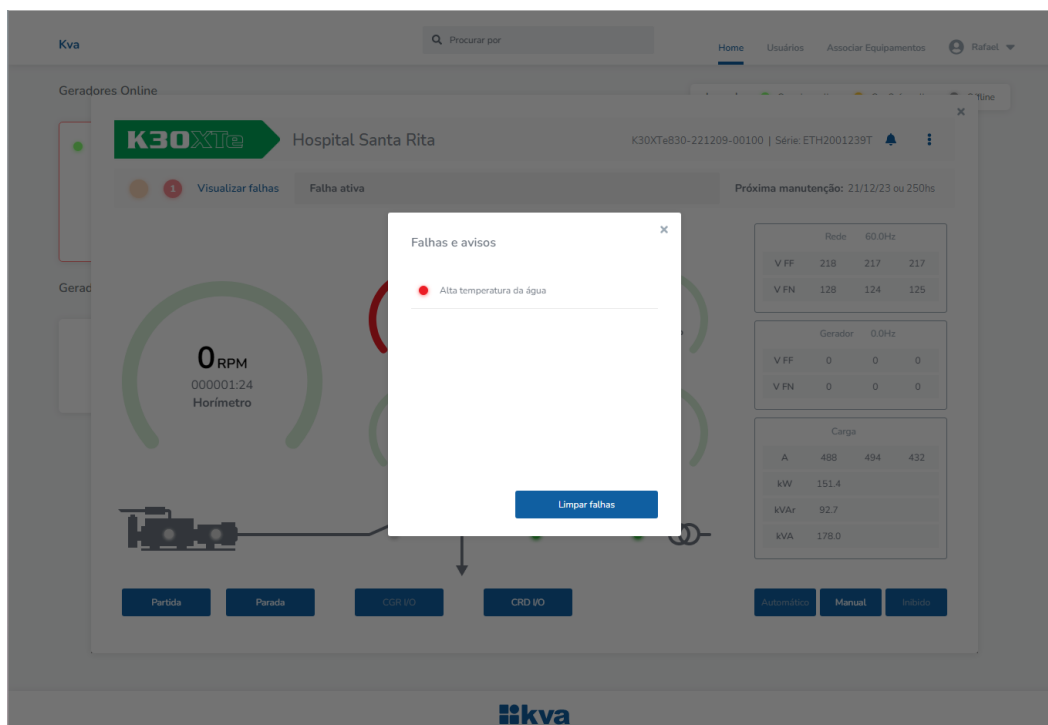 Kva
Procurar por
Home Usuários Associar Equipamentos Rafael
Geradores Online
K30XTe Hospital Santa Rita K30XTe830-221209-00100 | Série: ETH2001239T
1 Visualizar falhas Falha ativa Próxima manutenção: 21/12/23 ou 250hs
Falhas e avisos
Alta temperatura da água
Limpar falhas
0 RPM
000001:24
Horímetro
Rede 60.0Hz
V FF 218 217 217
V FN 128 124 125
Gerador 0.0Hz
V FF 0 0 0
V FN 0 0 0
Carga
A 488 494 432
kW 151.4
kVAr 92.7
kVA 178.0
Partida Parada CGR I/O CRD I/O Automático Manual Inibido
kva